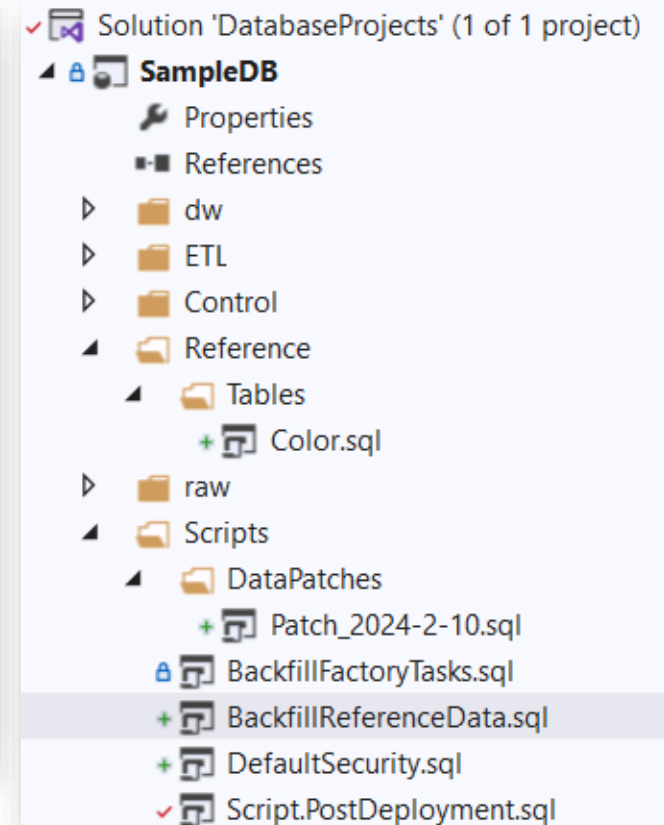 Solution 'DatabaseProjects' (1 of 1 project)
SampleDB
Properties
References
dw
ETL
Control
Reference
Tables
Color.sql
raw
Scripts
DataPatches
Patch_2024-2-10.sql
BackfillFactoryTasks.sql
BackfillReferenceData.sql
DefaultSecurity.sql
Script.PostDeployment.sql